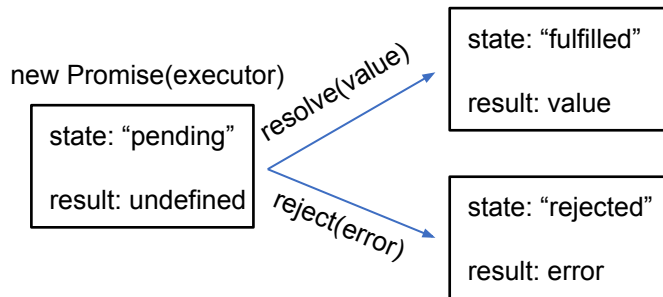 new Promise(executor)
state: “pending”
result: undefined
resolve(value)
reject(error)
state: “fulfilled”
result: value
state: “rejected”
result: error